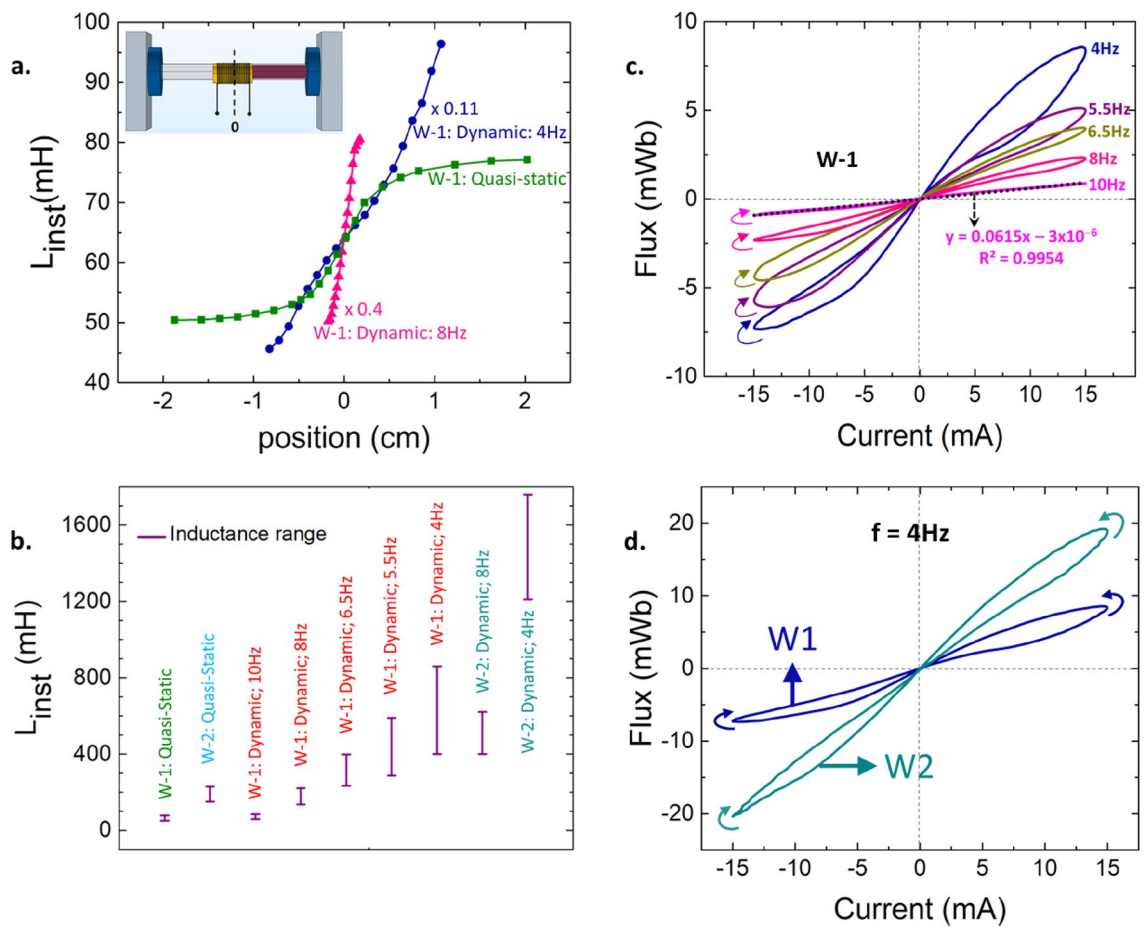 a.
100
90
80
70
60
50
40
L_inst (mH)
0
x 0.11
W-1: Dynamic: 4Hz
W-1: Quasi-static
x 0.4
W-1: Dynamic: 8Hz
-2 -1 0 1 2
position (cm)
c.
10
5
0
-5
-10
Flux (mWb)
W-1
4Hz
5.5Hz
6.5Hz
8Hz
10Hz
y = 0.0615x – 3x10⁻⁶
R² = 0.9954
-15 -10 -5 0 5 10 15
Current (mA)
b.
1600
1200
800
400
0
L_inst (mH)
Inductance range
W-1: Quasi-Static
W-2: Quasi-Static
W-1: Dynamic; 10Hz
W-1: Dynamic; 8Hz
W-1: Dynamic; 6.5Hz
W-1: Dynamic; 5.5Hz
W-1: Dynamic; 4Hz
W-2: Dynamic; 8Hz
W-2: Dynamic; 4Hz
d.
20
10
0
-10
-20
Flux (mWb)
f = 4Hz
W1
W2
-15 -10 -5 0 5 10 15
Current (mA)